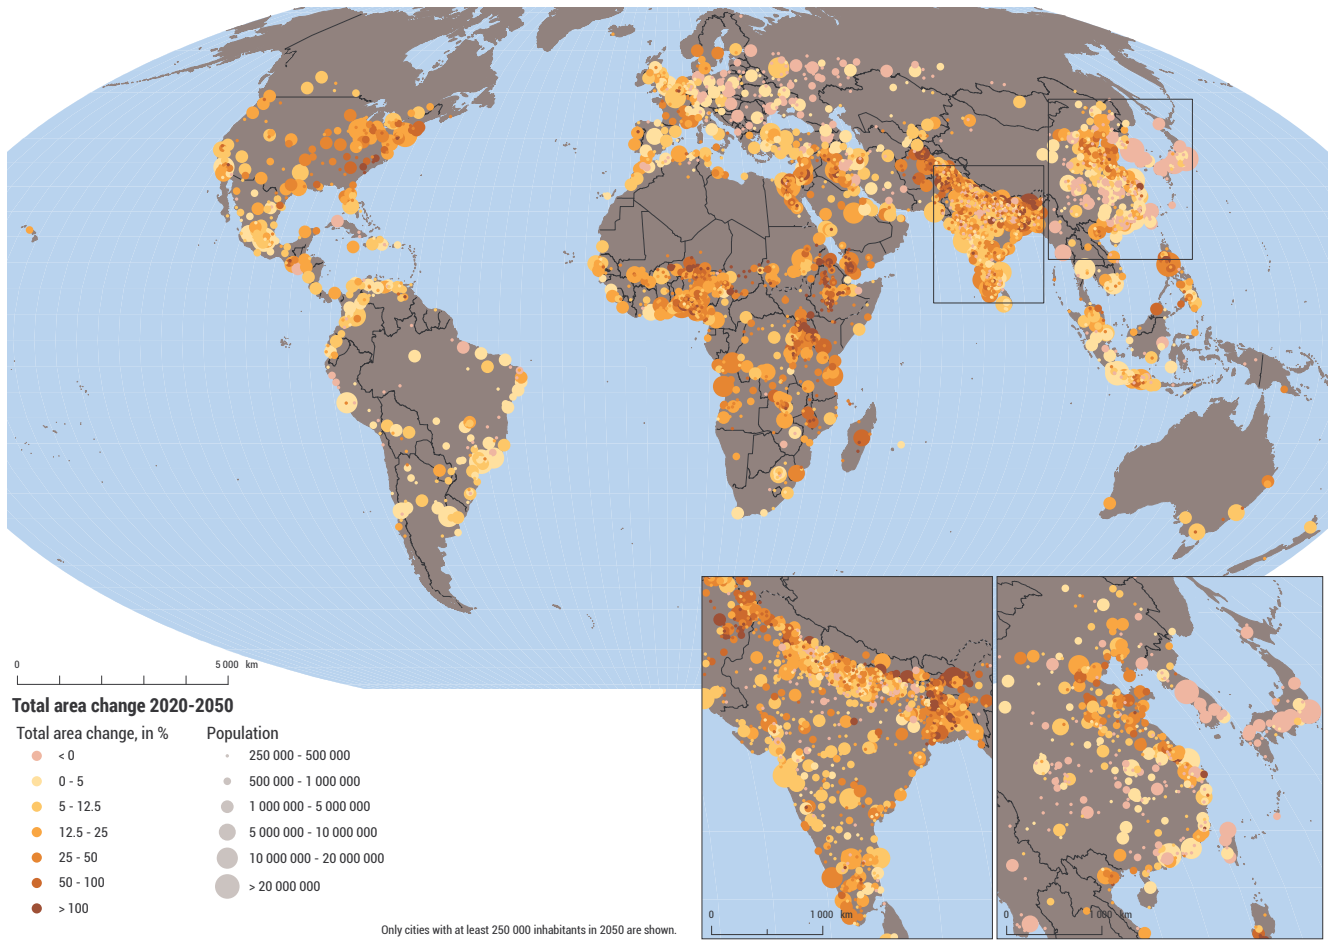 0 5 000 km
Total area change 2020-2050
Total area change, in %
< 0
0 - 5
5 - 12.5
12.5 - 25
25 - 50
50 - 100
> 100
Population
250 000 - 500 000
500 000 - 1 000 000
1 000 000 - 5 000 000
5 000 000 - 10 000 000
10 000 000 - 20 000 000
> 20 000 000
Only cities with at least 250 000 inhabitants in 2050 are shown.
0 1 000 km
0 1 000 km